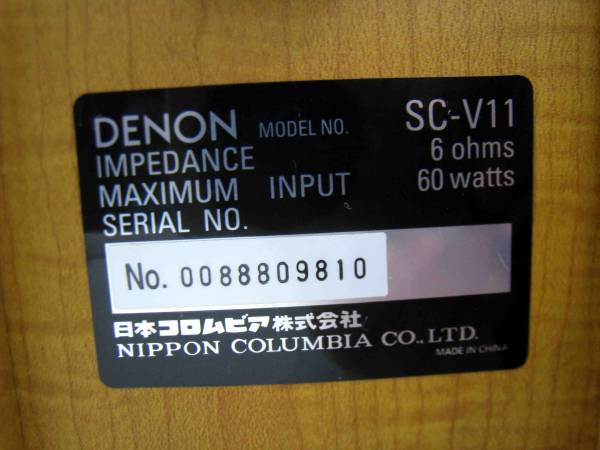 DENON MODEL NO. SC-V11
IMPEDANCE 6 ohms
MAXIMUM INPUT 60 watts
SERIAL NO.
No. 0088809810
日本コロムビア株式会社
NIPPON COLUMBIA CO.,LTD.
MADE IN CHINA